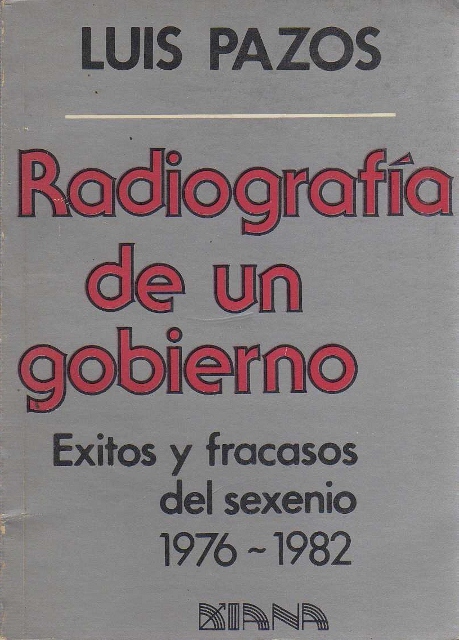 LUIS PAZOS
Radiografía
de un
gobierno
Exitos y fracasos
del sexenio
1976 ~ 1982
DIANA